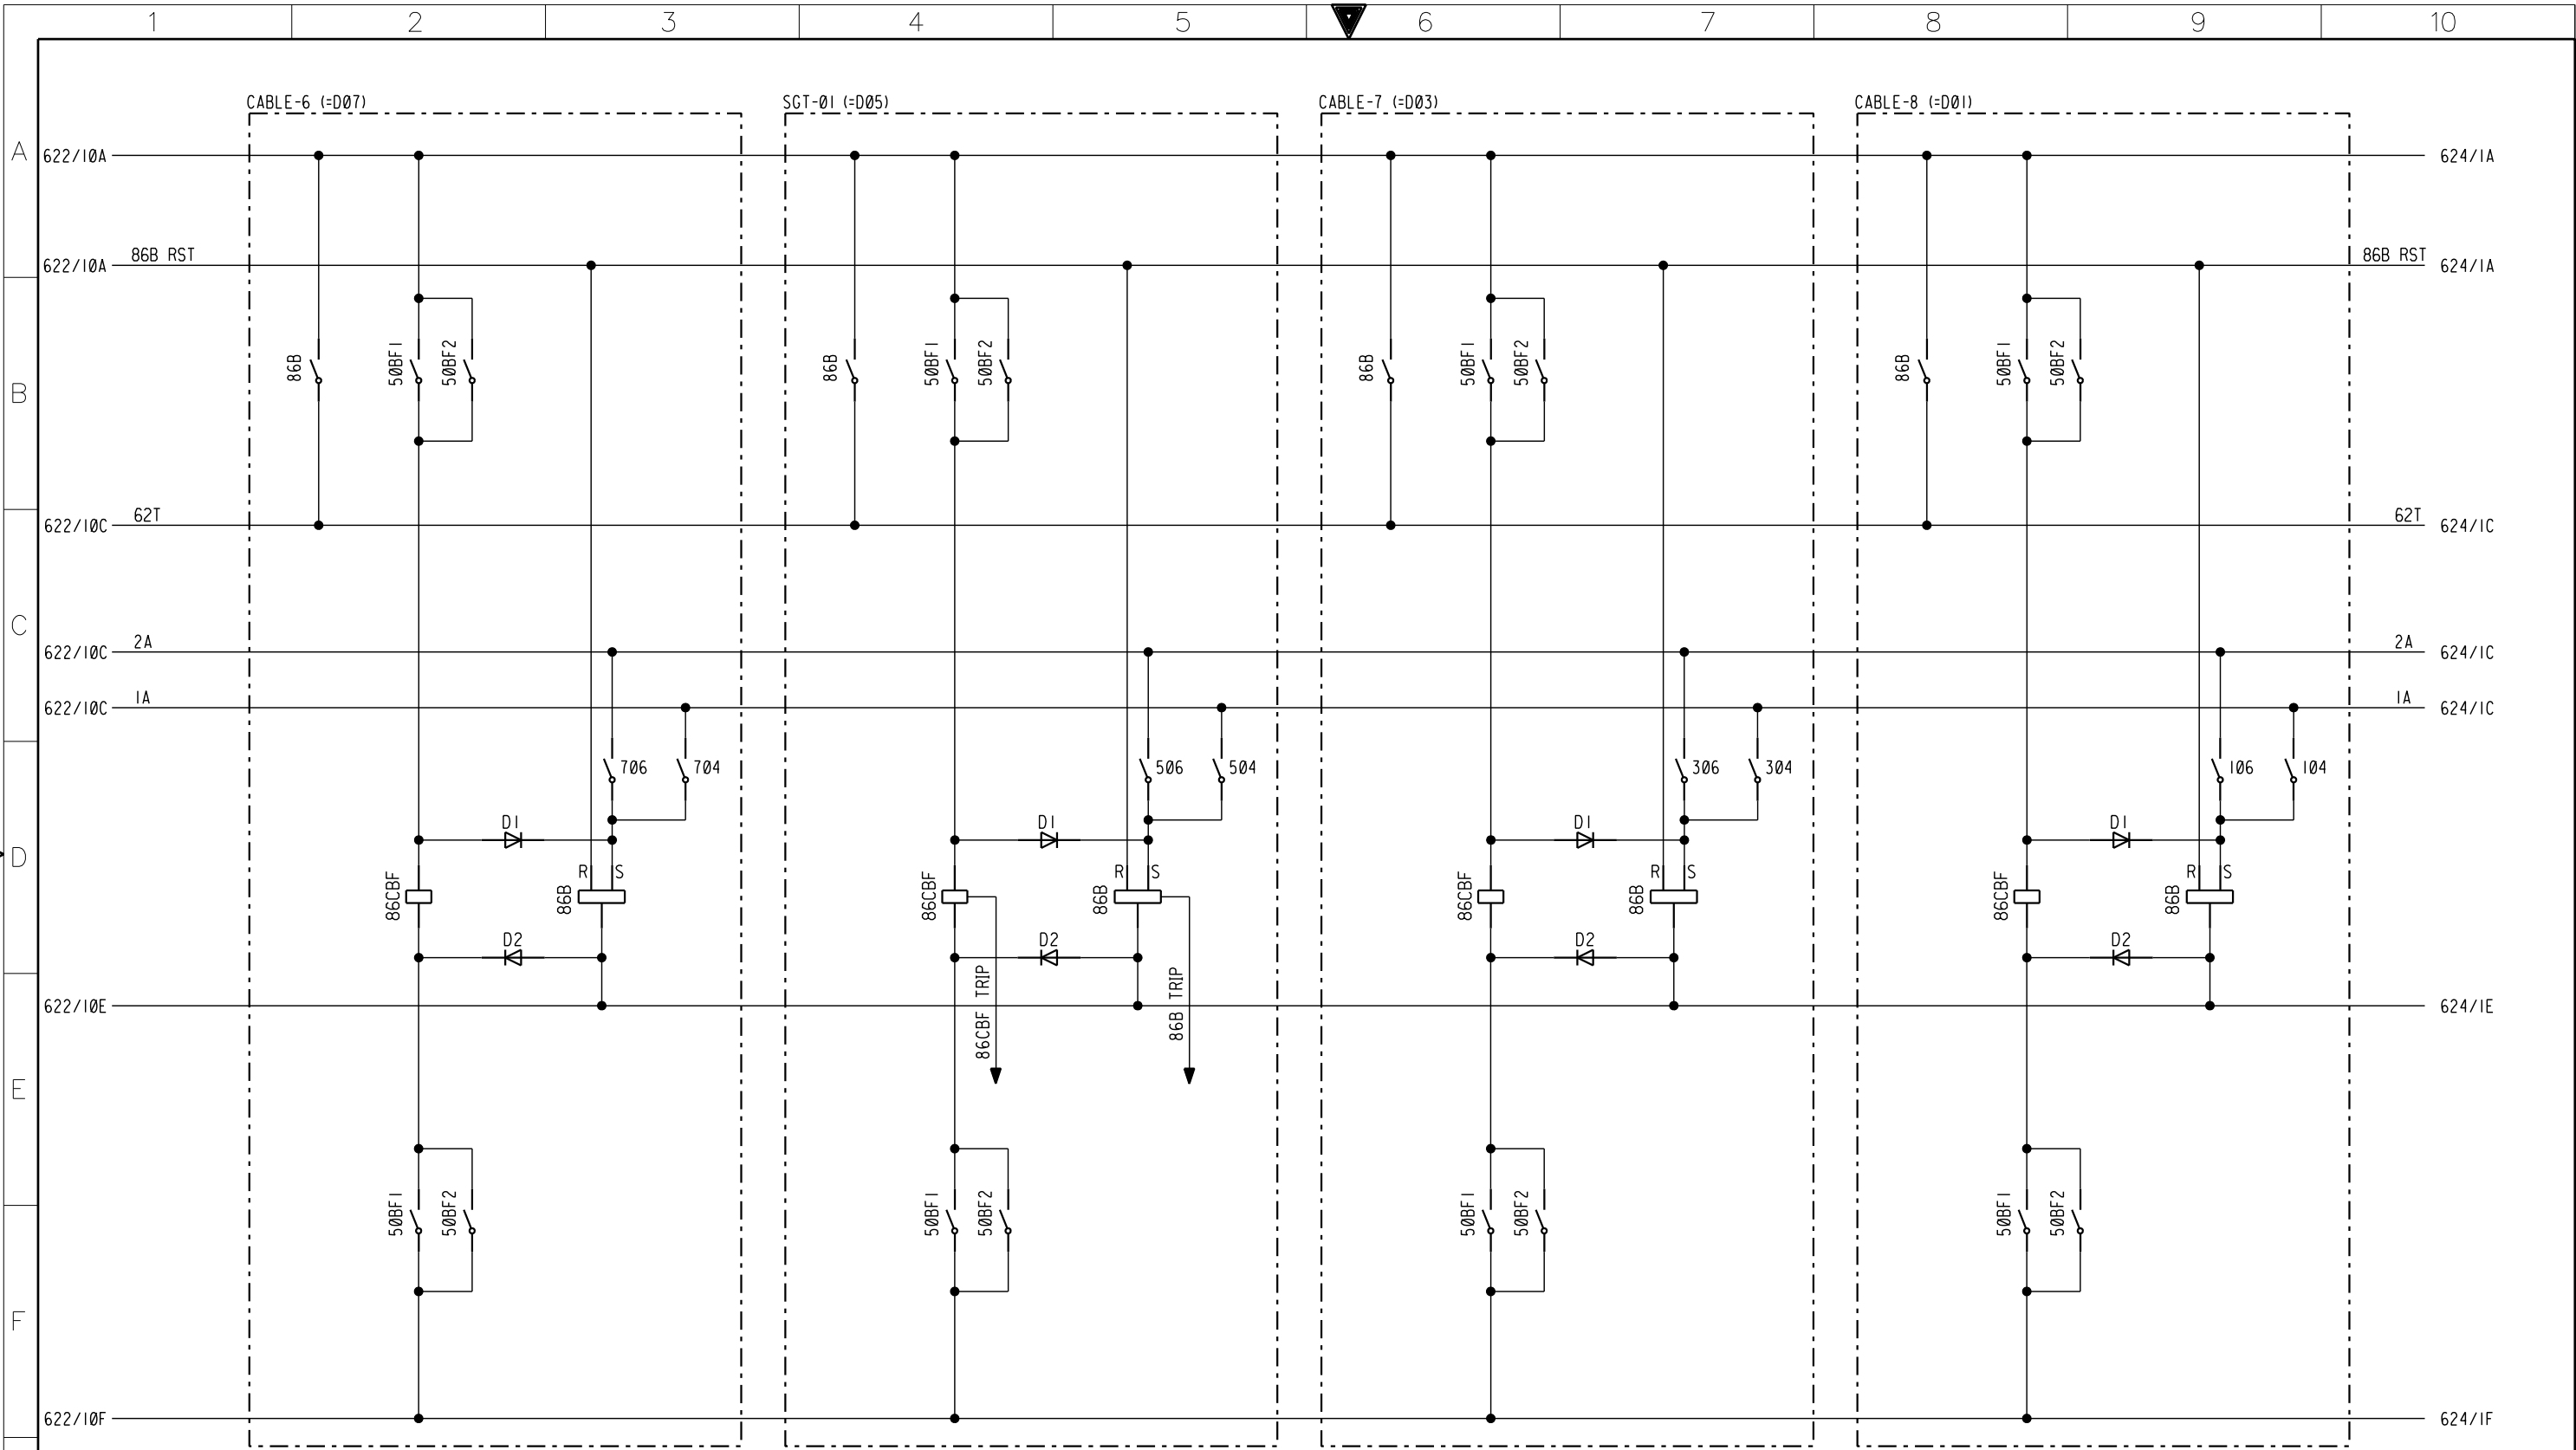 1 2 3 4 5 6 7 8 9 10
CABLE-6 (=D07) SGT-01 (=D05) CABLE-7 (=D03) CABLE-8 (=D01)
A
622/10A 624/1A
622/10A 86B RST 86B RST 624/1A
B
86B 50BF1 50BF2 86B 50BF1 50BF2 86B 50BF1 50BF2 86B 50BF1 50BF2
622/10C 62T 62T 624/1C
C
622/10C 2A 2A 624/1C
622/10C 1A 1A 624/1C
706 704 506 504 306 304 106 104
D1 D1 D1 D1
D
R S R S R S R S
86CBF 86B 86CBF 86B 86CBF 86B 86CBF 86B
D2 D2 D2 D2
622/10E 624/1E
86CBF TRIP 86B TRIP
E
50BF1 50BF2 50BF1 50BF2 50BF1 50BF2 50BF1 50BF2
F
622/10F 624/1F